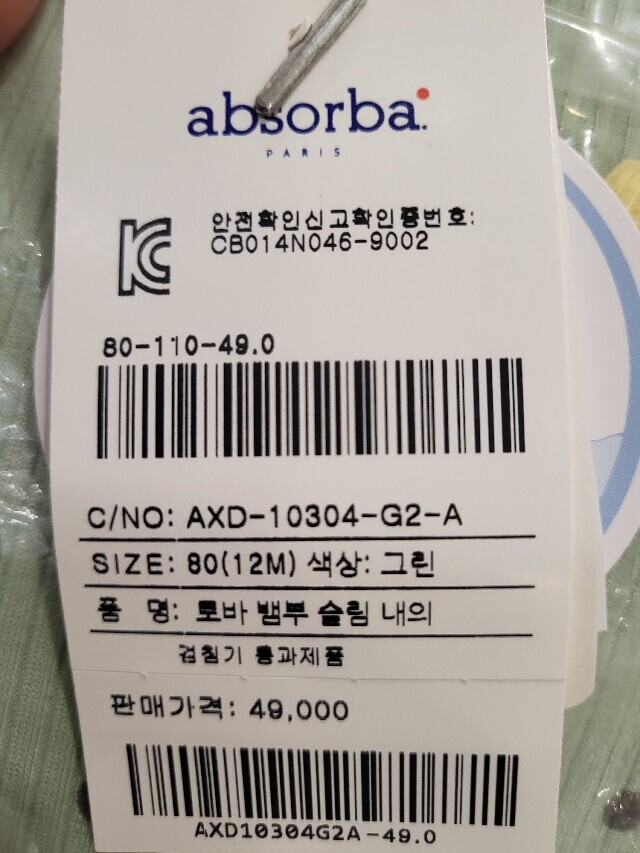 absorba.
PARIS
안전확인신고확인증번호:
CB014N046-9002
80-110-49.0
C/NO: AXD-10304-G2-A
SIZE: 80(12M) 색상: 그린
품 명: 토바 뱀부 슬림 내의
검침기 통과제품
판매가격: 49,000
AXD10304G2A-49.0